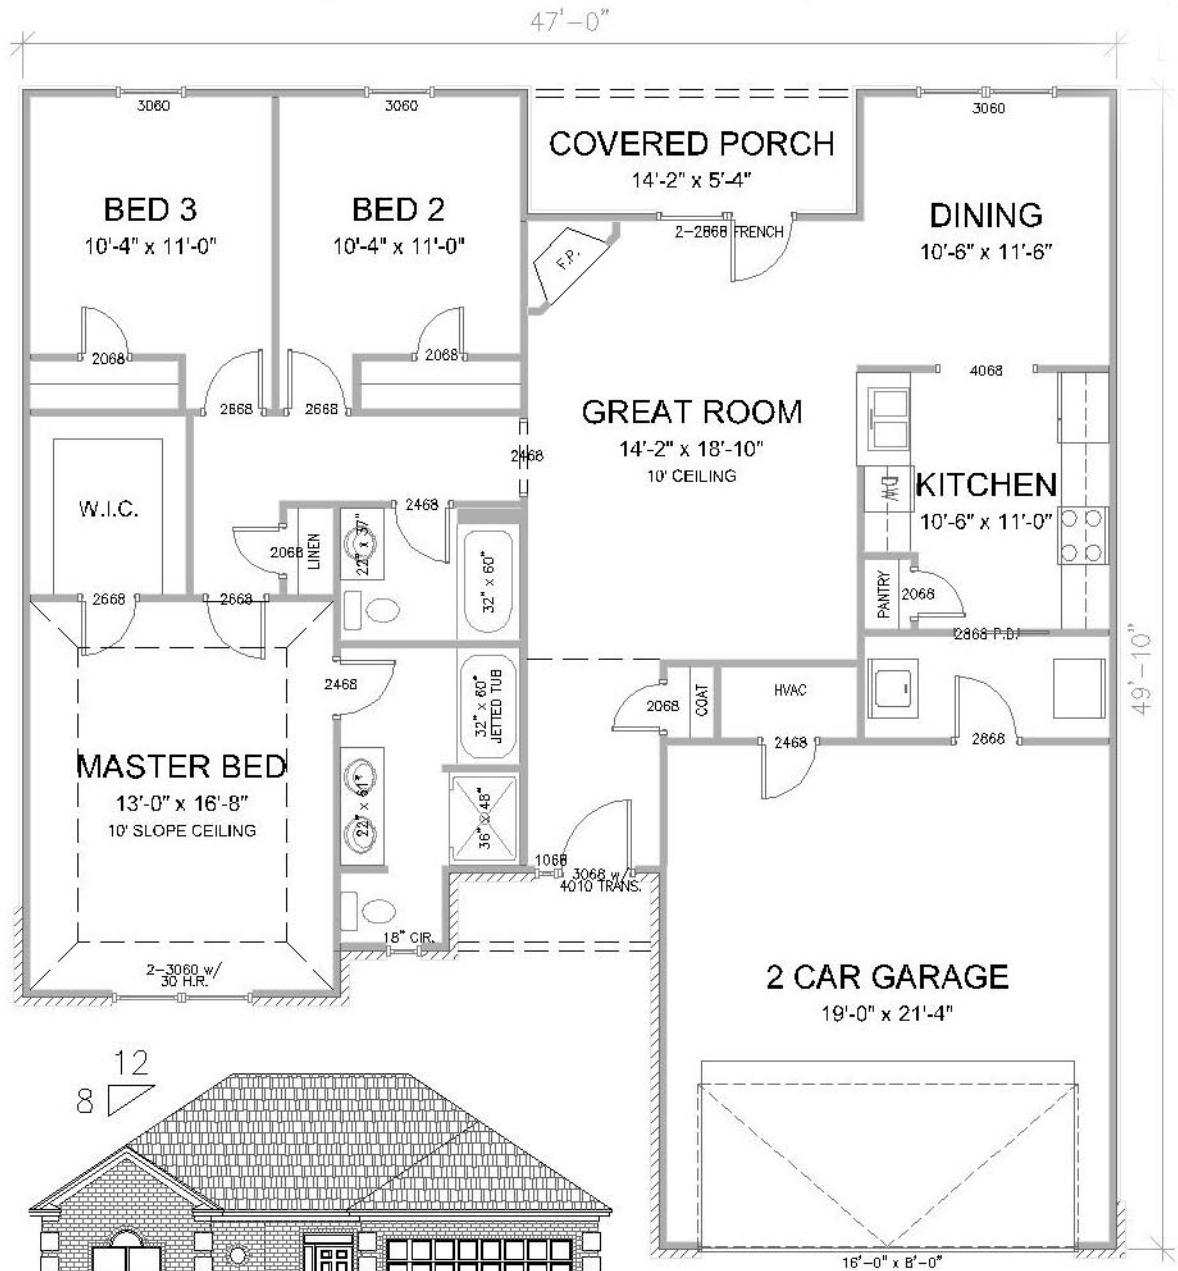 47'-0"
3060
3060
3060
COVERED PORCH
14'-2" x 5'-4"
BED 3
10'-4" x 11'-0"
BED 2
10'-4" x 11'-0"
DINING
10'-6" x 11'-6"
2-2868 FRENCH
F.P.
2068
2068
4068
2668
2668
GREAT ROOM
14'-2" x 18'-10"
10' CEILING
2468
W.I.C.
2468
DW
KITCHEN
10'-6" x 11'-0"
2068
LINEN
22" x 37"
32" x 60"
PANTRY
2068
2668
2668
2868 P.D.
49'-10"
2468
32" x 60"
JETTED TUB
2068
COAT
HVAC
2468
2868
MASTER BED
13'-0" x 16'-8"
10' SLOPE CEILING
22" x 61"
36" x 48"
1068
3068 w/
4010 TRANS.
18" CIR.
2-3060 w/
30 H.R.
2 CAR GARAGE
19'-0" x 21'-4"
12
8
16'-0" x 8'-0"